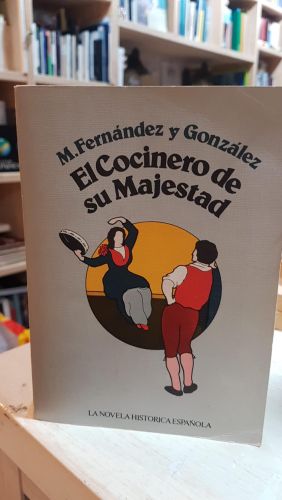 M. Fernández y González
El Cocinero de
su Majestad
LA NOVELA HISTORICA ESPAÑOLA